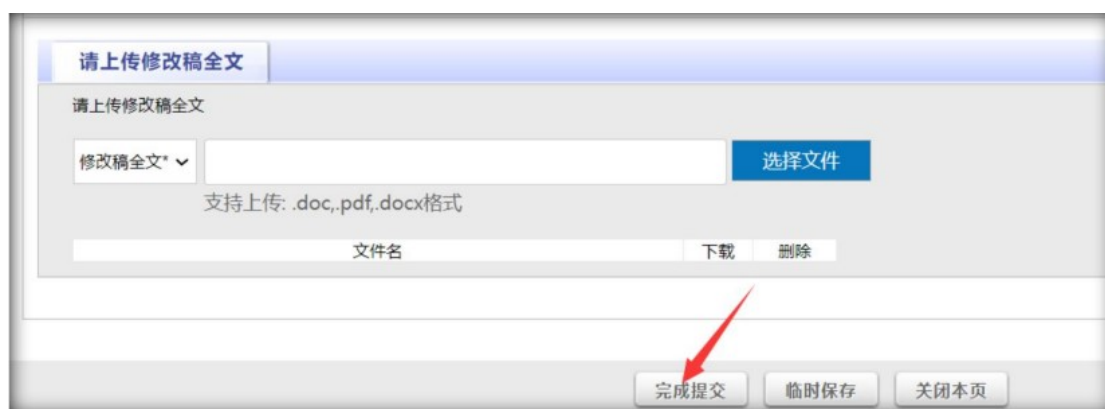 请上传修改稿全文
请上传修改稿全文
修改稿全文* 选择文件
支持上传: .doc,.pdf,.docx格式
文件名 下载 删除
完成提交 临时保存 关闭本页